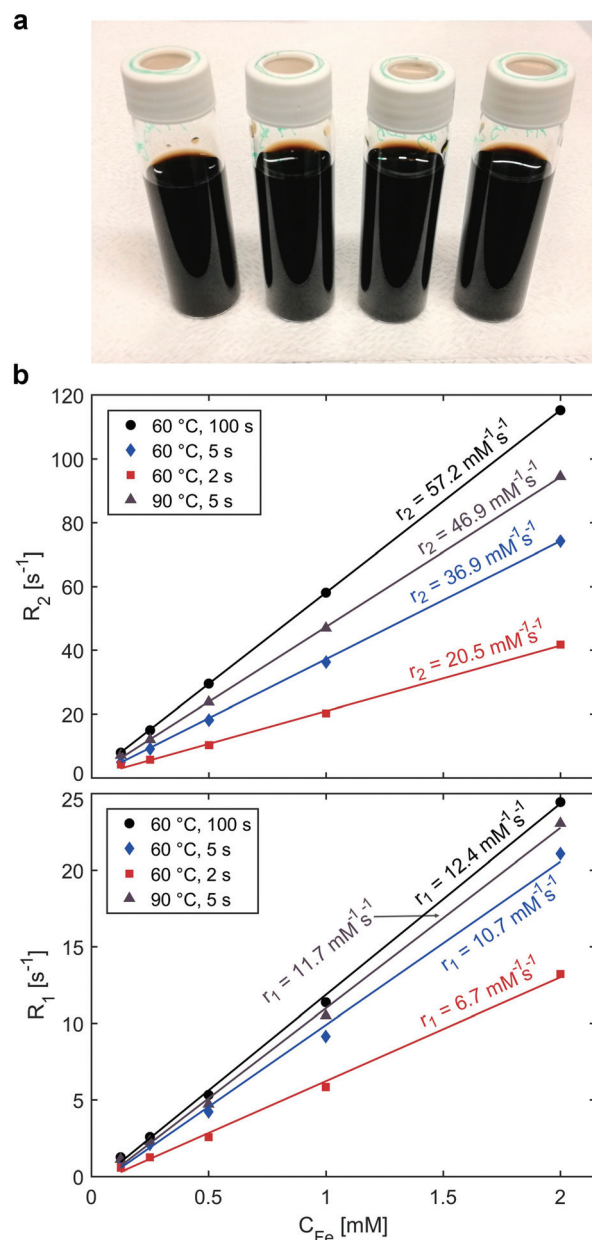 a
b
120
100
80
60
40
20
0
R₂ [s⁻¹]
60 °C, 100 s
60 °C, 5 s
60 °C, 2 s
90 °C, 5 s
r₂ = 57.2 mM⁻¹s⁻¹
r₂ = 46.9 mM⁻¹s⁻¹
r₂ = 36.9 mM⁻¹s⁻¹
r₂ = 20.5 mM⁻¹s⁻¹
25
20
15
10
5
0
R₁ [s⁻¹]
60 °C, 100 s
60 °C, 5 s
60 °C, 2 s
90 °C, 5 s
r₁ = 12.4 mM⁻¹s⁻¹
r₁ = 11.7 mM⁻¹s⁻¹
r₁ = 10.7 mM⁻¹s⁻¹
r₁ = 6.7 mM⁻¹s⁻¹
0 0.5 1 1.5 2
C_Fe [mM]